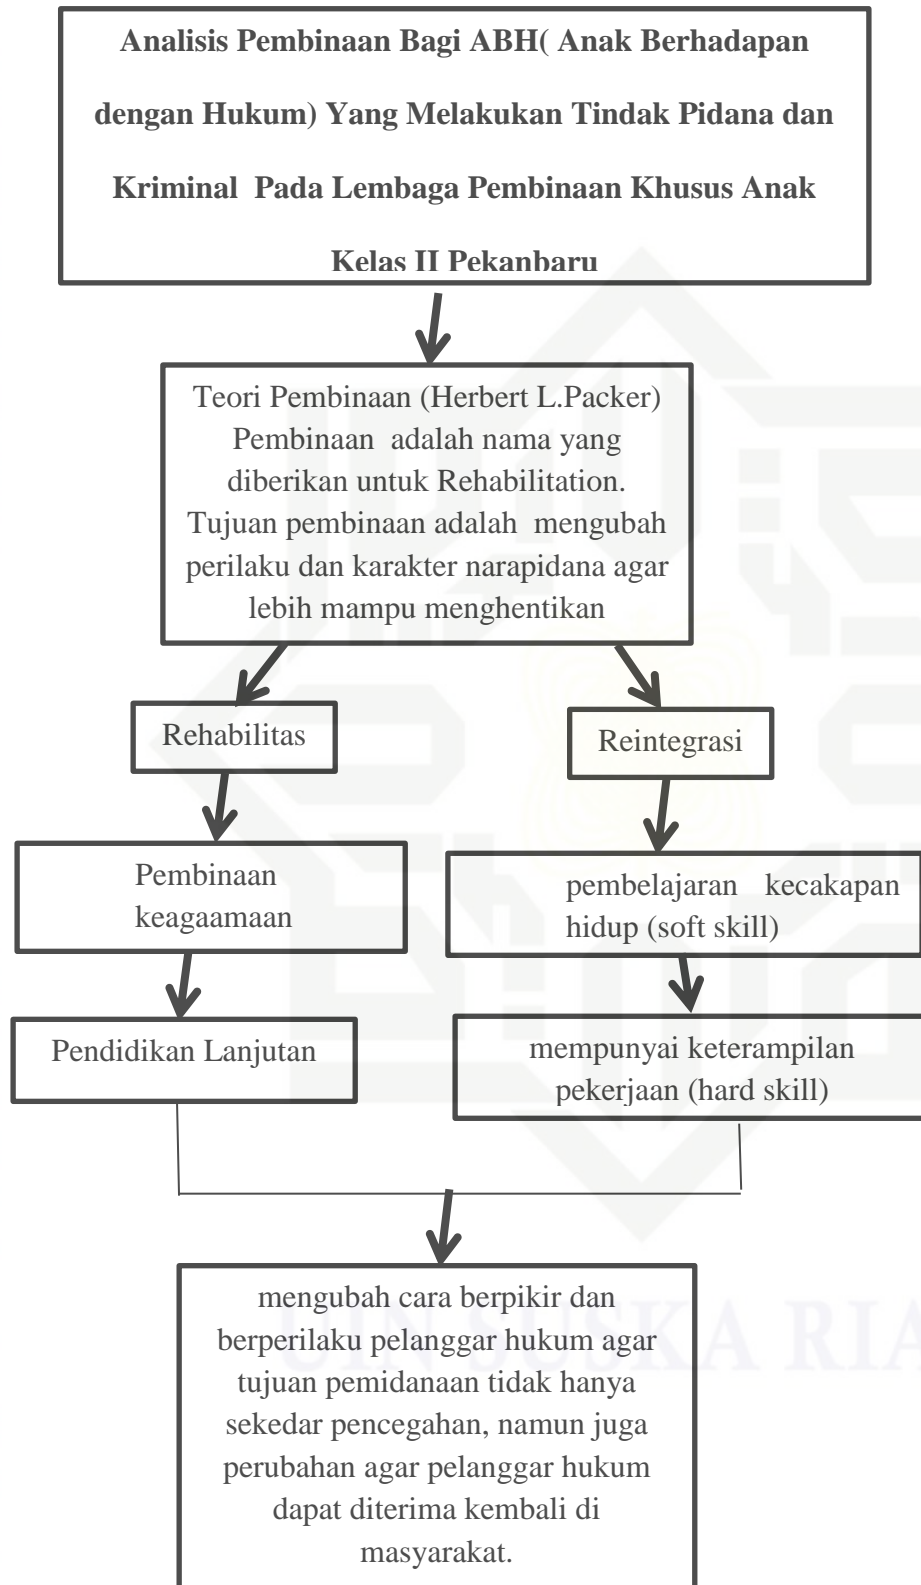 Analisis Pembinaan Bagi ABH( Anak Berhadapan
dengan Hukum) Yang Melakukan Tindak Pidana dan
Kriminal  Pada Lembaga Pembinaan Khusus Anak
Kelas II Pekanbaru
Teori Pembinaan (Herbert L.Packer)
Pembinaan  adalah nama yang
diberikan untuk Rehabilitation.
Tujuan pembinaan adalah  mengubah
perilaku dan karakter narapidana agar
lebih mampu menghentikan
Rehabilitas
Reintegrasi
Pembinaan
keagaamaan
pembelajaran kecakapan
hidup (soft skill)
Pendidikan Lanjutan
mempunyai keterampilan
pekerjaan (hard skill)
mengubah cara berpikir dan
berperilaku pelanggar hukum agar
tujuan pemidanaan tidak hanya
sekedar pencegahan, namun juga
perubahan agar pelanggar hukum
dapat diterima kembali di
masyarakat.
UIN SUSKA RIA